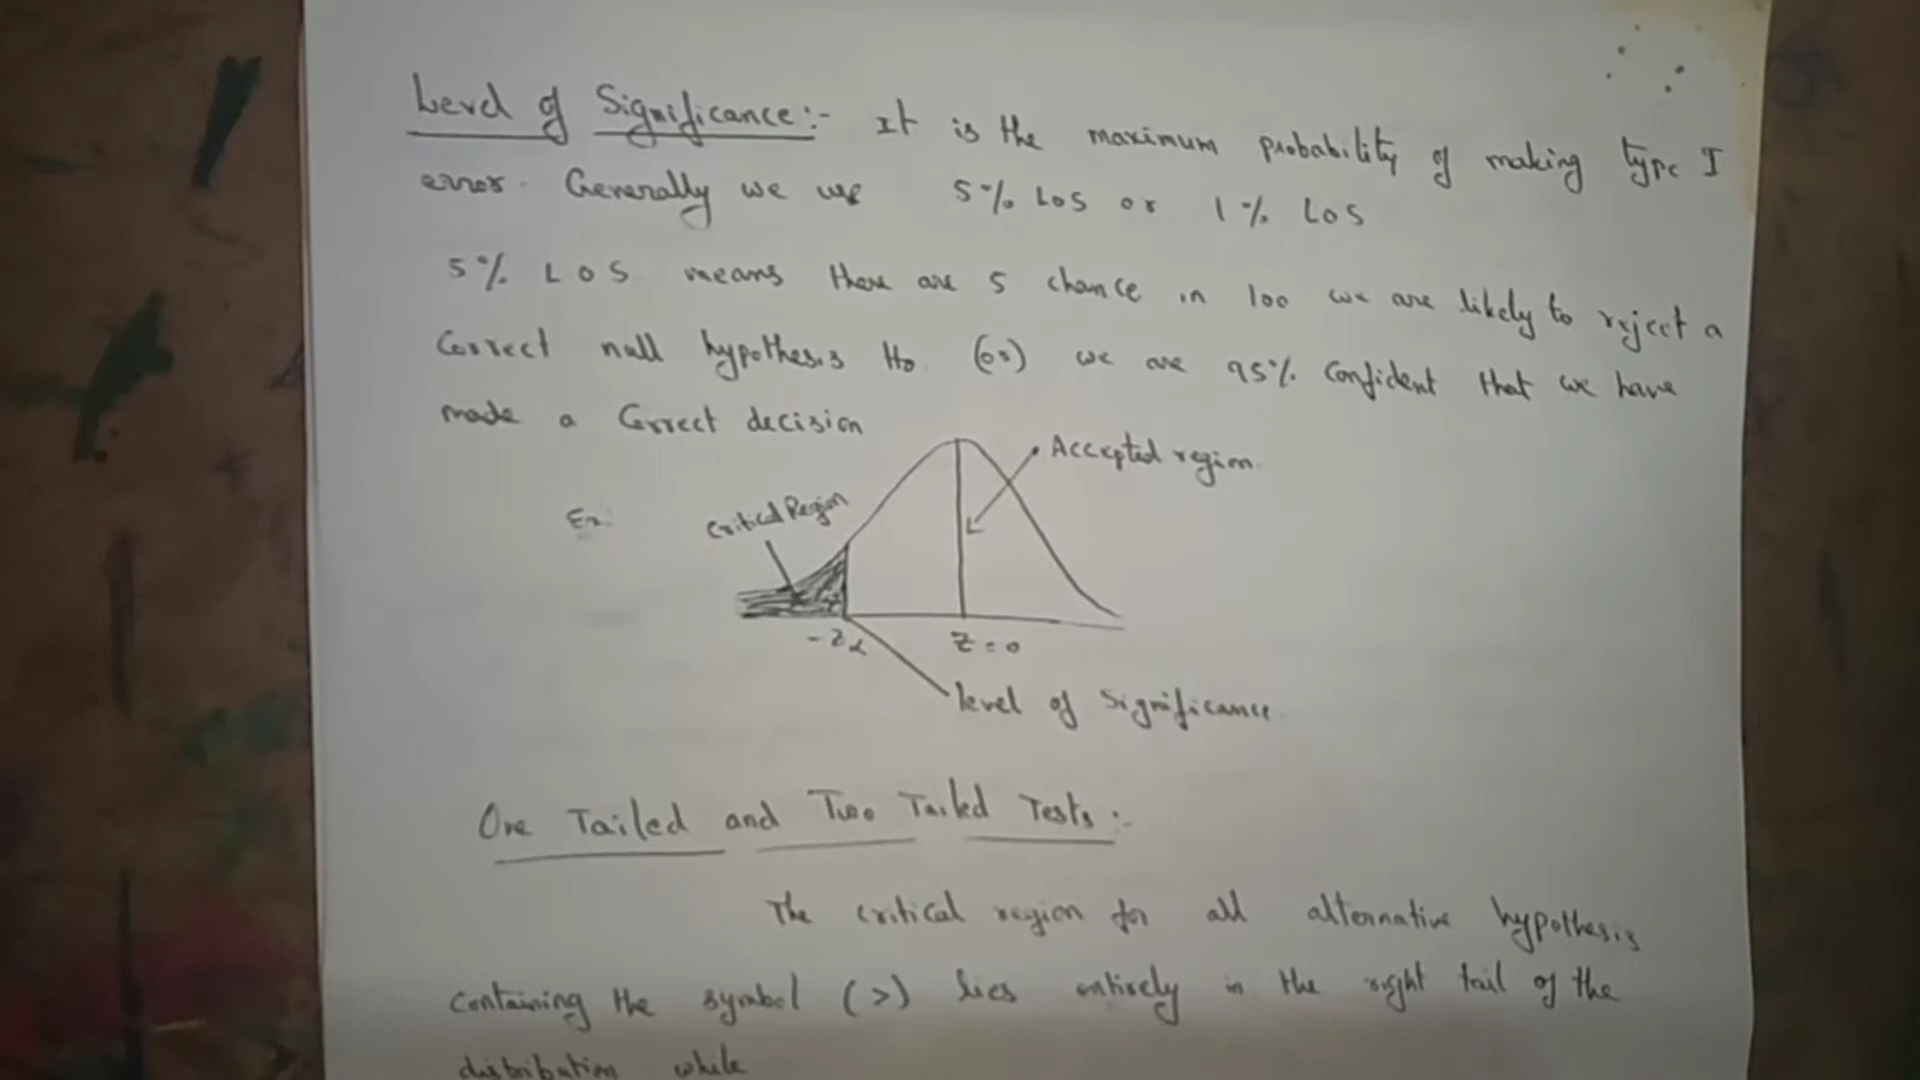 Level of Significance:- It is the maximum probability of making type I
error. Generally we use 5% LoS or 1% LoS
5% LOS means there are 5 chance in 100 we are likely to reject a
Correct null hypothesis H0 (or) we are 95% Confident that we have
made a Correct decision
Accepted region.
Ex:
Critical Region
-Zα Z=0
level of Significance
One Tailed and Two Tailed Tests:-
The critical region for all alternative hypothesis
containing the symbol (>) lies entirely in the right tail of the
distribution while